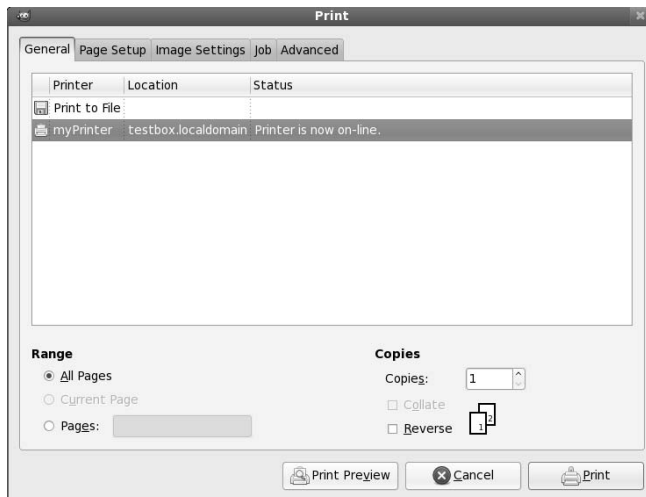 Print
General Page Setup Image Settings Job Advanced
Printer Location Status
Print to File
myPrinter testbox.localdomain Printer is now on-line.
Range
All Pages
Current Page
Pages:
Copies
Copies: 1
Collate
Reverse
1 2
Print Preview Cancel Print